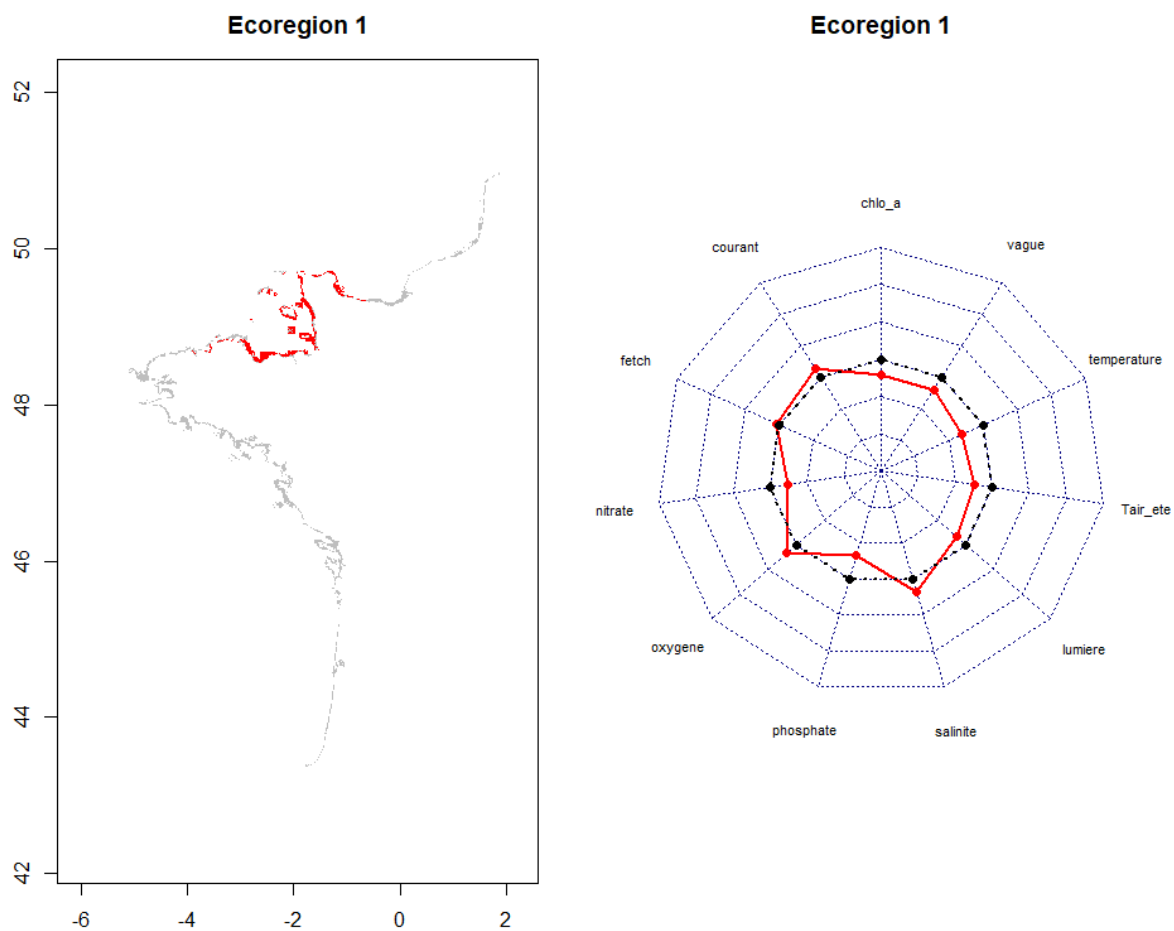 Ecoregion 1
Ecoregion 1
52
50
48
46
44
42
-6
-4
-2
0
2
chlo_a
courant
vague
fetch
temperature
nitrate
Tair_ete
oxygene
lumiere
phosphate
salinite